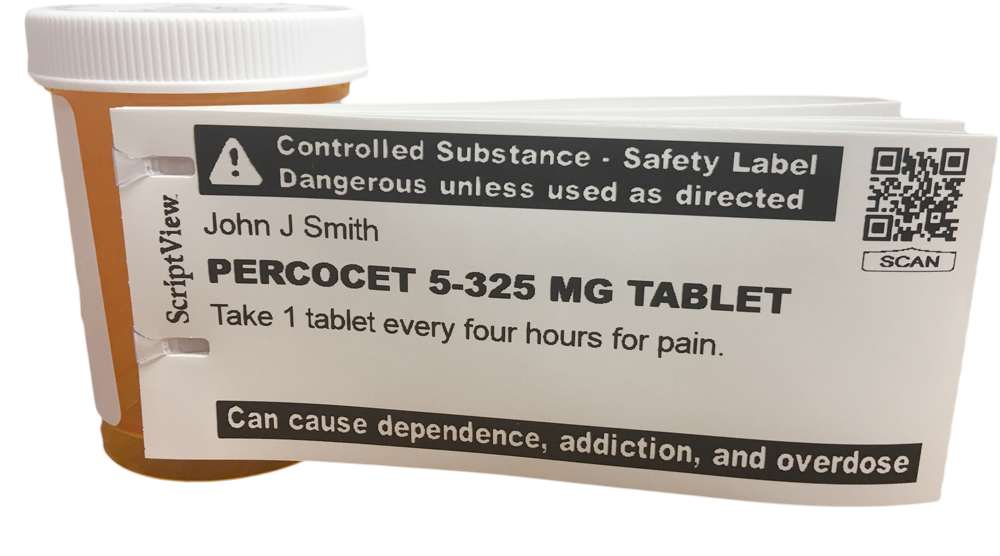 Controlled Substance - Safety Label
Dangerous unless used as directed
John J Smith
PERCOCET 5-325 MG TABLET
Take 1 tablet every four hours for pain.
Can cause dependence, addiction, and overdose
ScriptView
SCAN